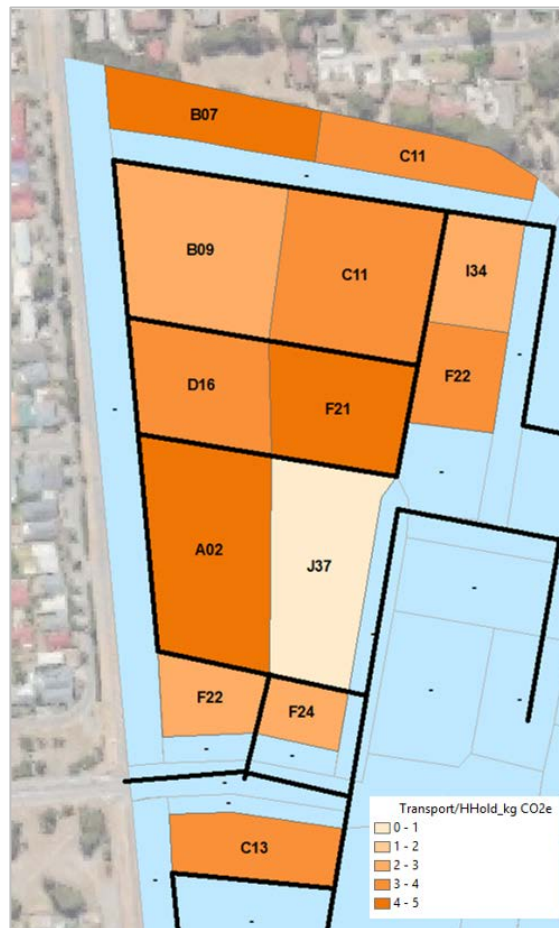 B07
C11
-
B09
C11
I34
-
D16
F21
F22
-
-
A02
J37
-
-
-
-
F22
F24
-
-
-
-
Transport/HHold_kg CO2e
0 - 1
1 - 2
2 - 3
3 - 4
4 - 5
C13
-
-